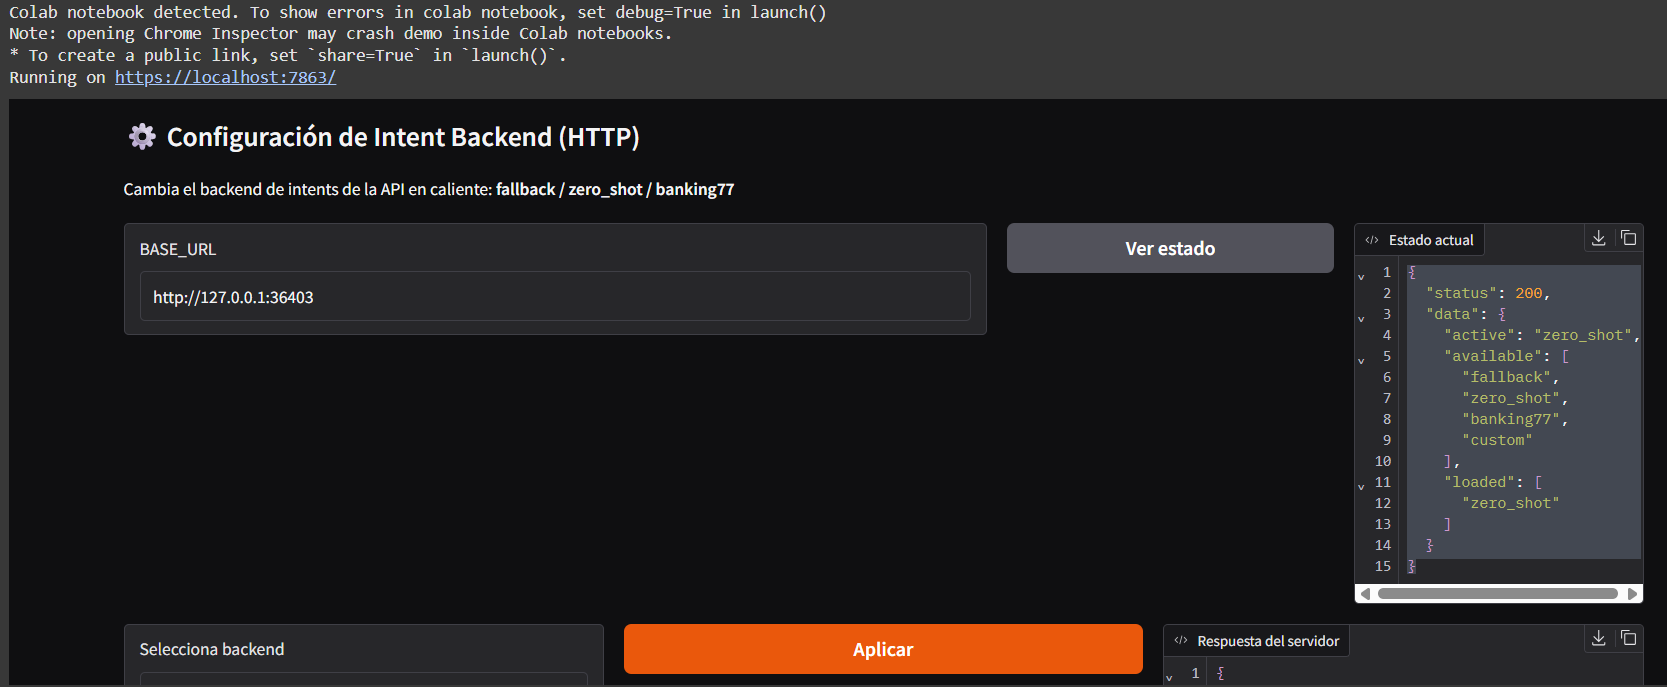 Colab notebook detected. To show errors in colab notebook, set debug=True in launch()
Note: opening Chrome Inspector may crash demo inside Colab notebooks.
* To create a public link, set `share=True` in `launch()`.
Running on https://localhost:7863/
Configuración de Intent Backend (HTTP)
Cambia el backend de intents de la API en caliente: fallback / zero_shot / banking77
BASE_URL
http://127.0.0.1:36403
Ver estado
Estado actual
1 {
2 "status": 200,
3 "data": {
4 "active": "zero_shot",
5 "available": [
6 "fallback",
7 "zero_shot",
8 "banking77",
9 "custom"
10 ],
11 "loaded": [
12 "zero_shot"
13 ]
14 }
15 }
Selecciona backend
Aplicar
Respuesta del servidor
1 {